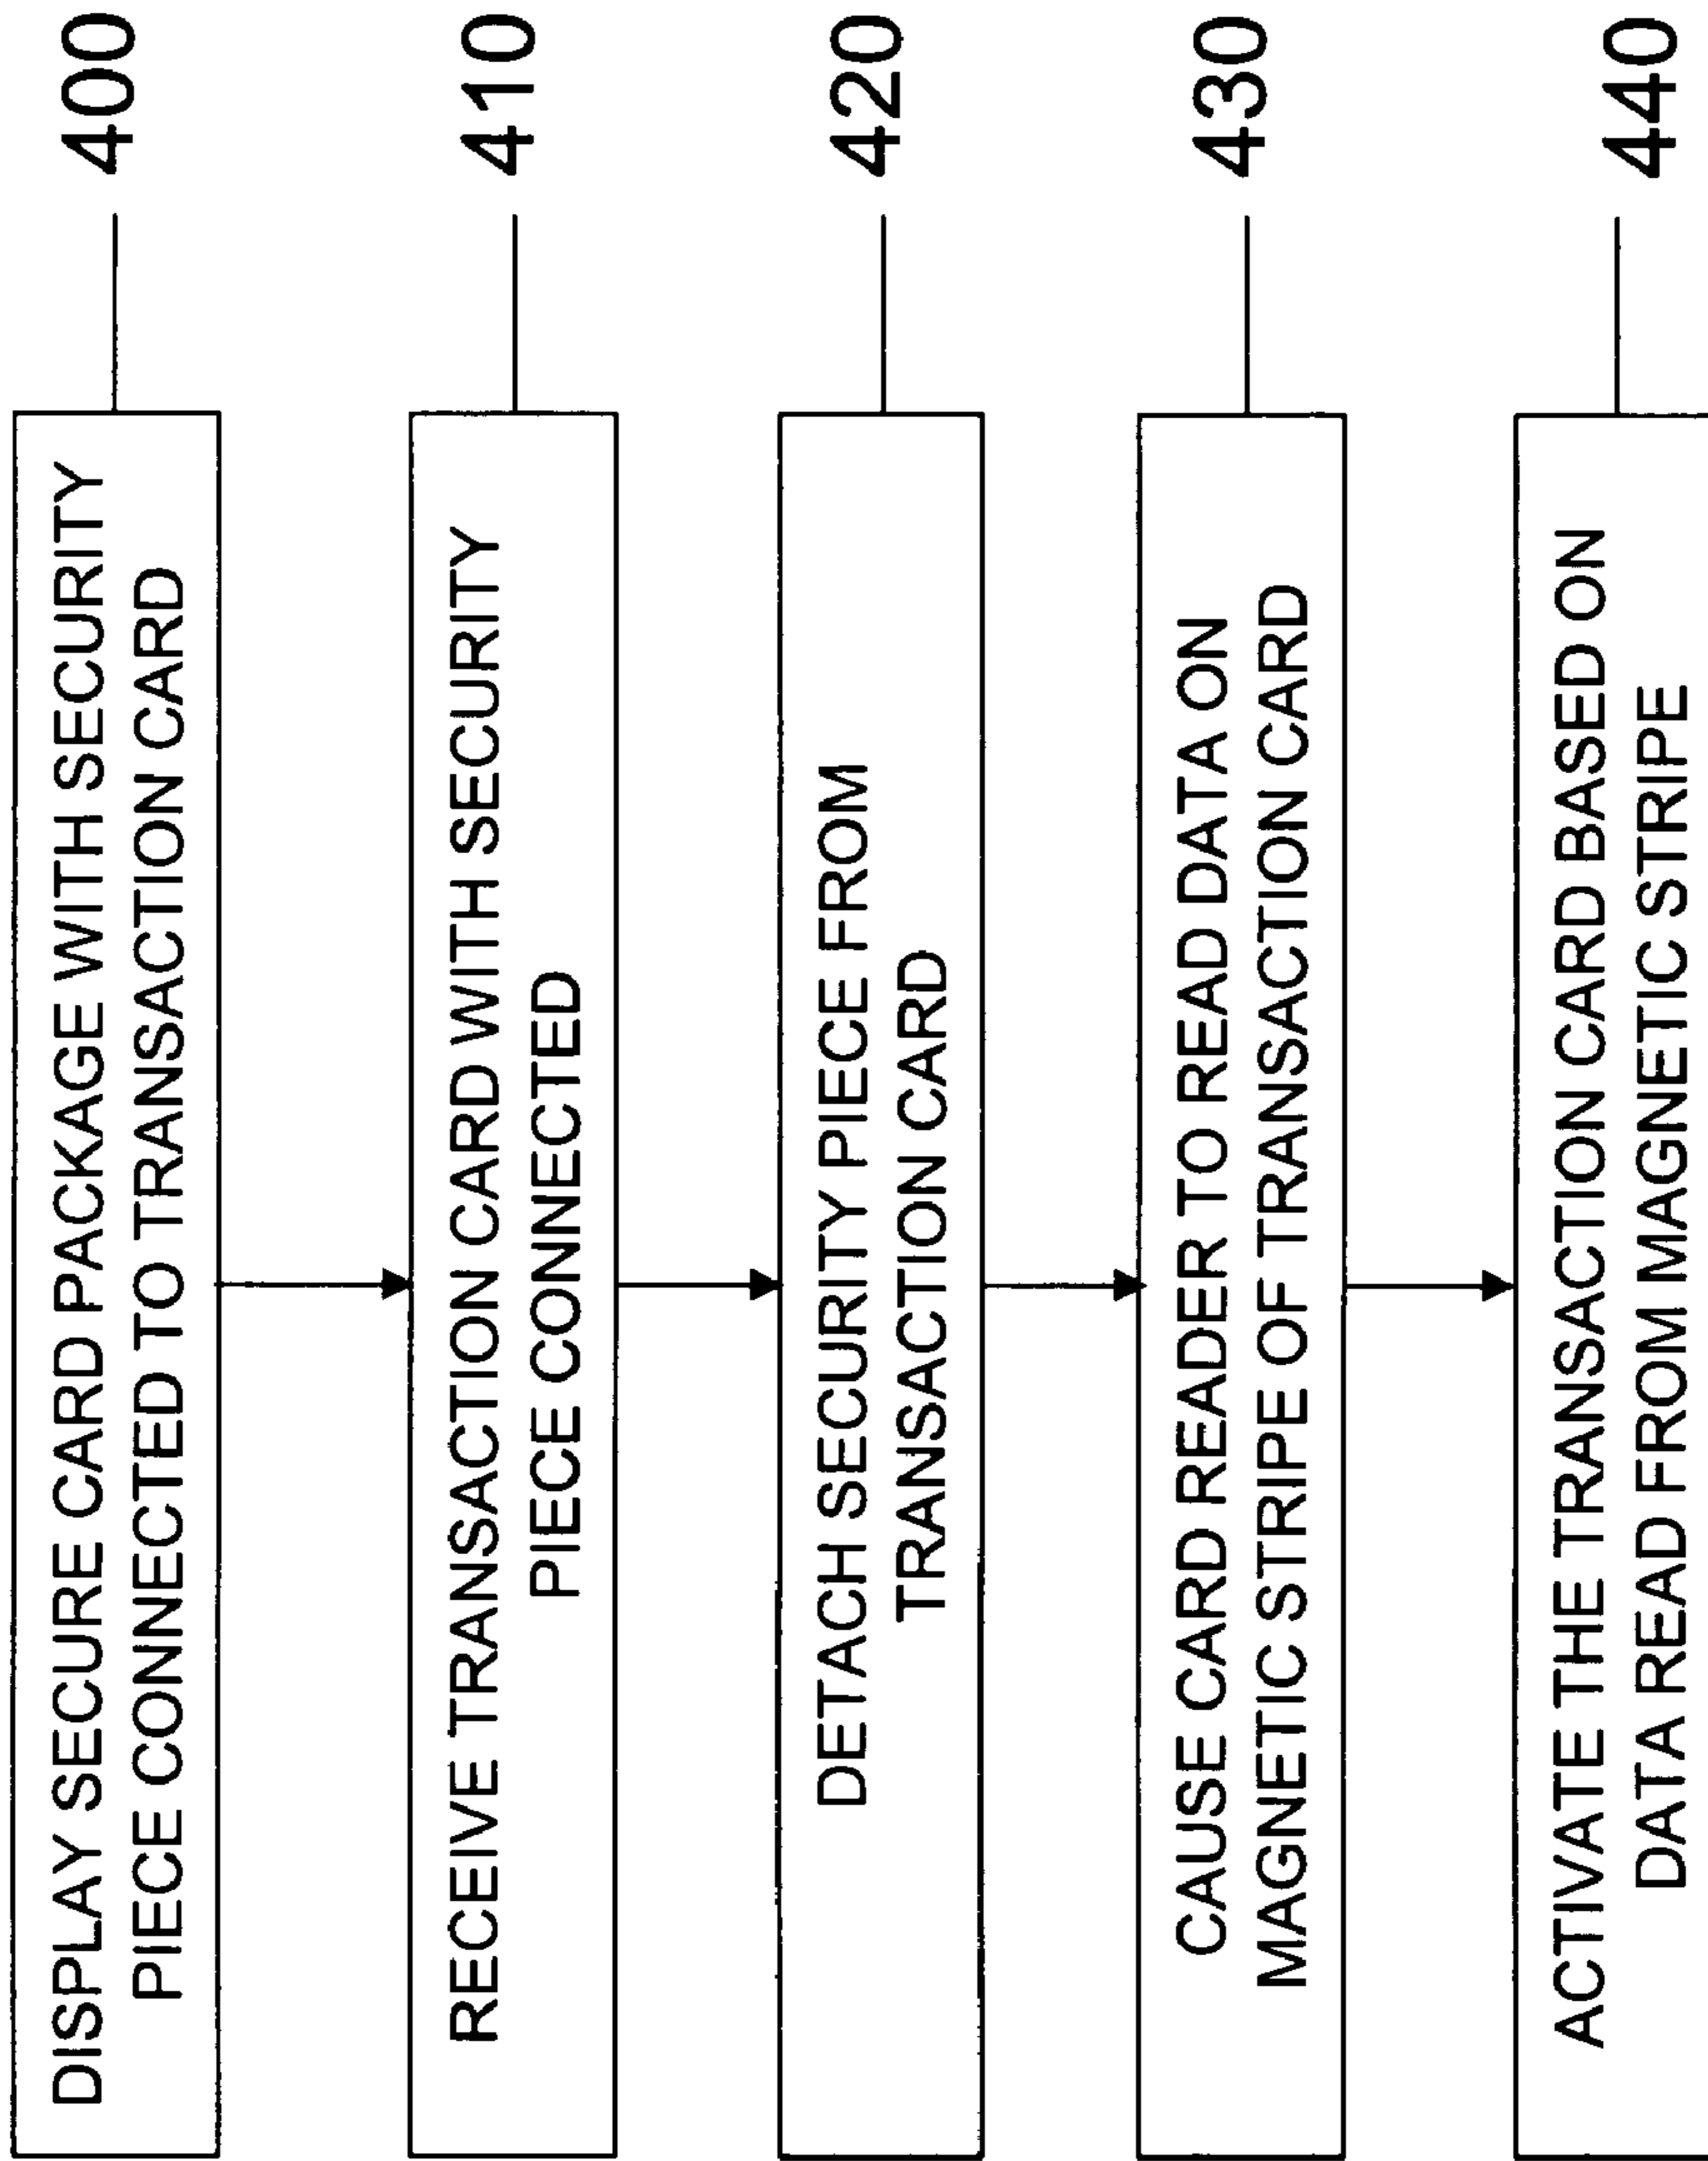 DISPLAY SECURE CARD PACKAGE WITH SECURITY
PIECE CONNECTED TO TRANSACTION CARD
400
RECEIVE TRANSACTION CARD WITH SECURITY
PIECE CONNECTED
410
DETACH SECURITY PIECE FROM
TRANSACTION CARD
420
CAUSE CARD READER TO READ DATA ON
MAGNETIC STRIPE OF TRANSACTION CARD
430
ACTIVATE THE TRANSACTION CARD BASED ON
DATA READ FROM MAGNETIC STRIPE
440